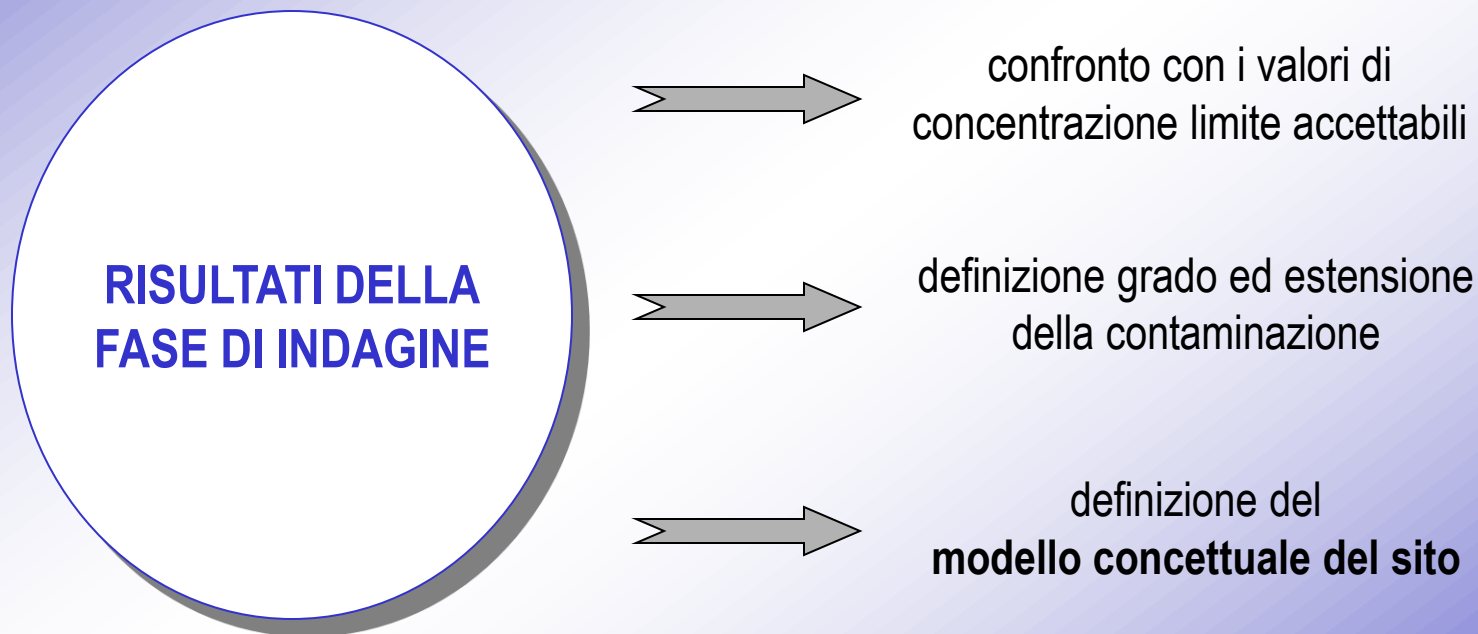 RISULTATI DELLA
FASE DI INDAGINE
confronto con i valori di
concentrazione limite accettabili
definizione grado ed estensione
della contaminazione
definizione del
modello concettuale del sito